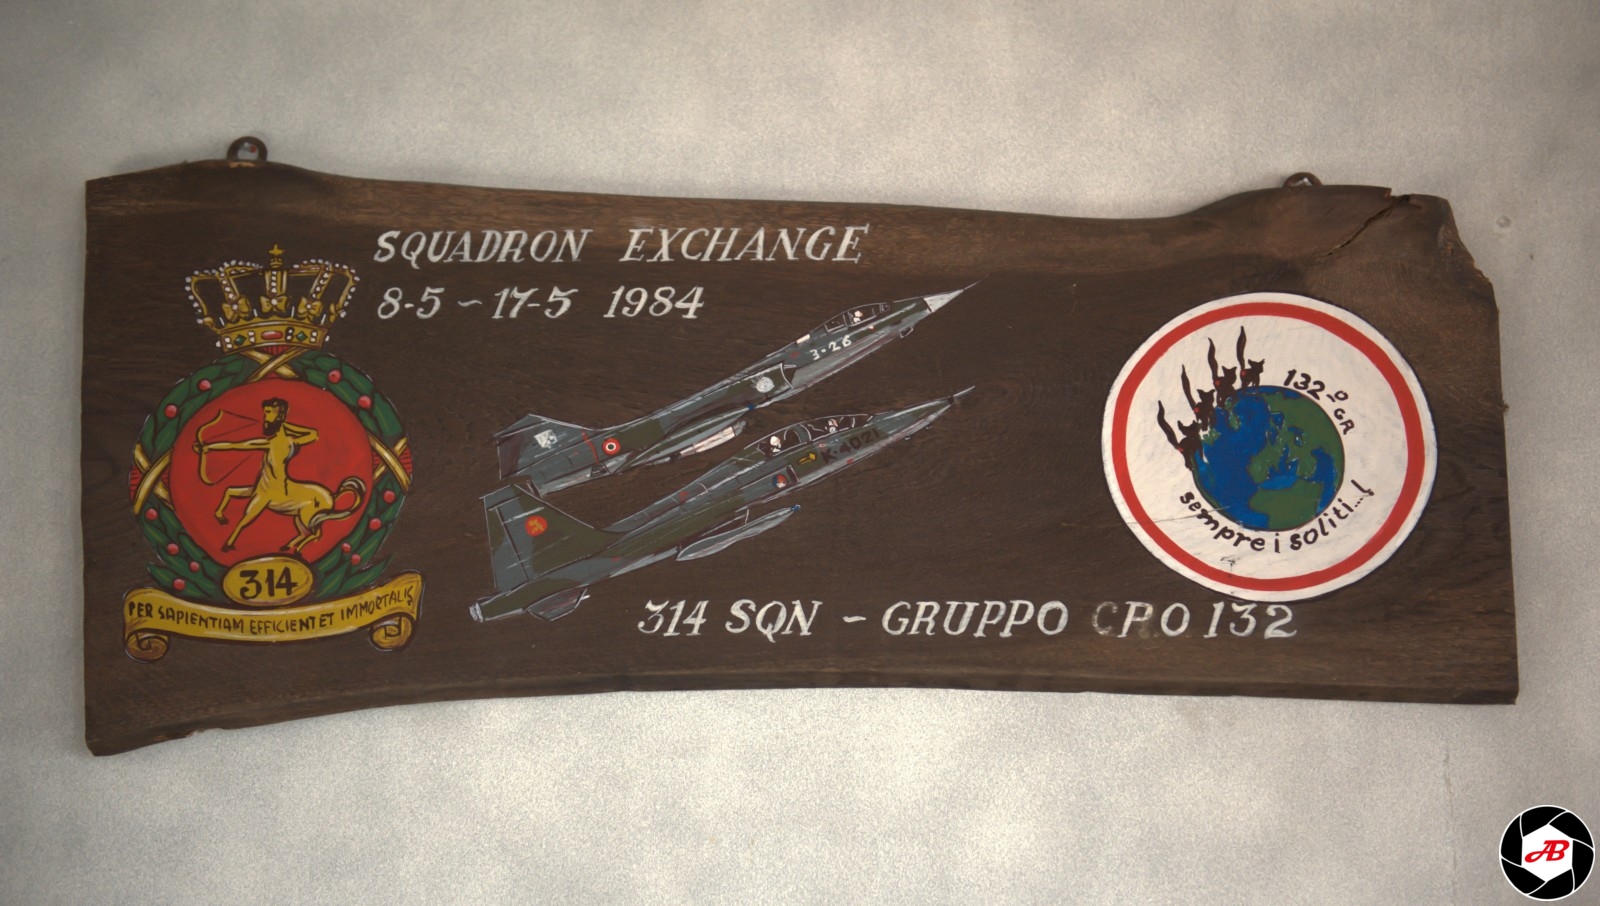 SQUADRON EXCHANGE
8-5 ~ 17-5 1984
3-26
K-4021
132-º GR
sempre i soliti...!
314
PER SAPIENTIAM EFFICIENT ET IMMORTALIS
314 SQN ~ GRUPPO CPO 132
AB